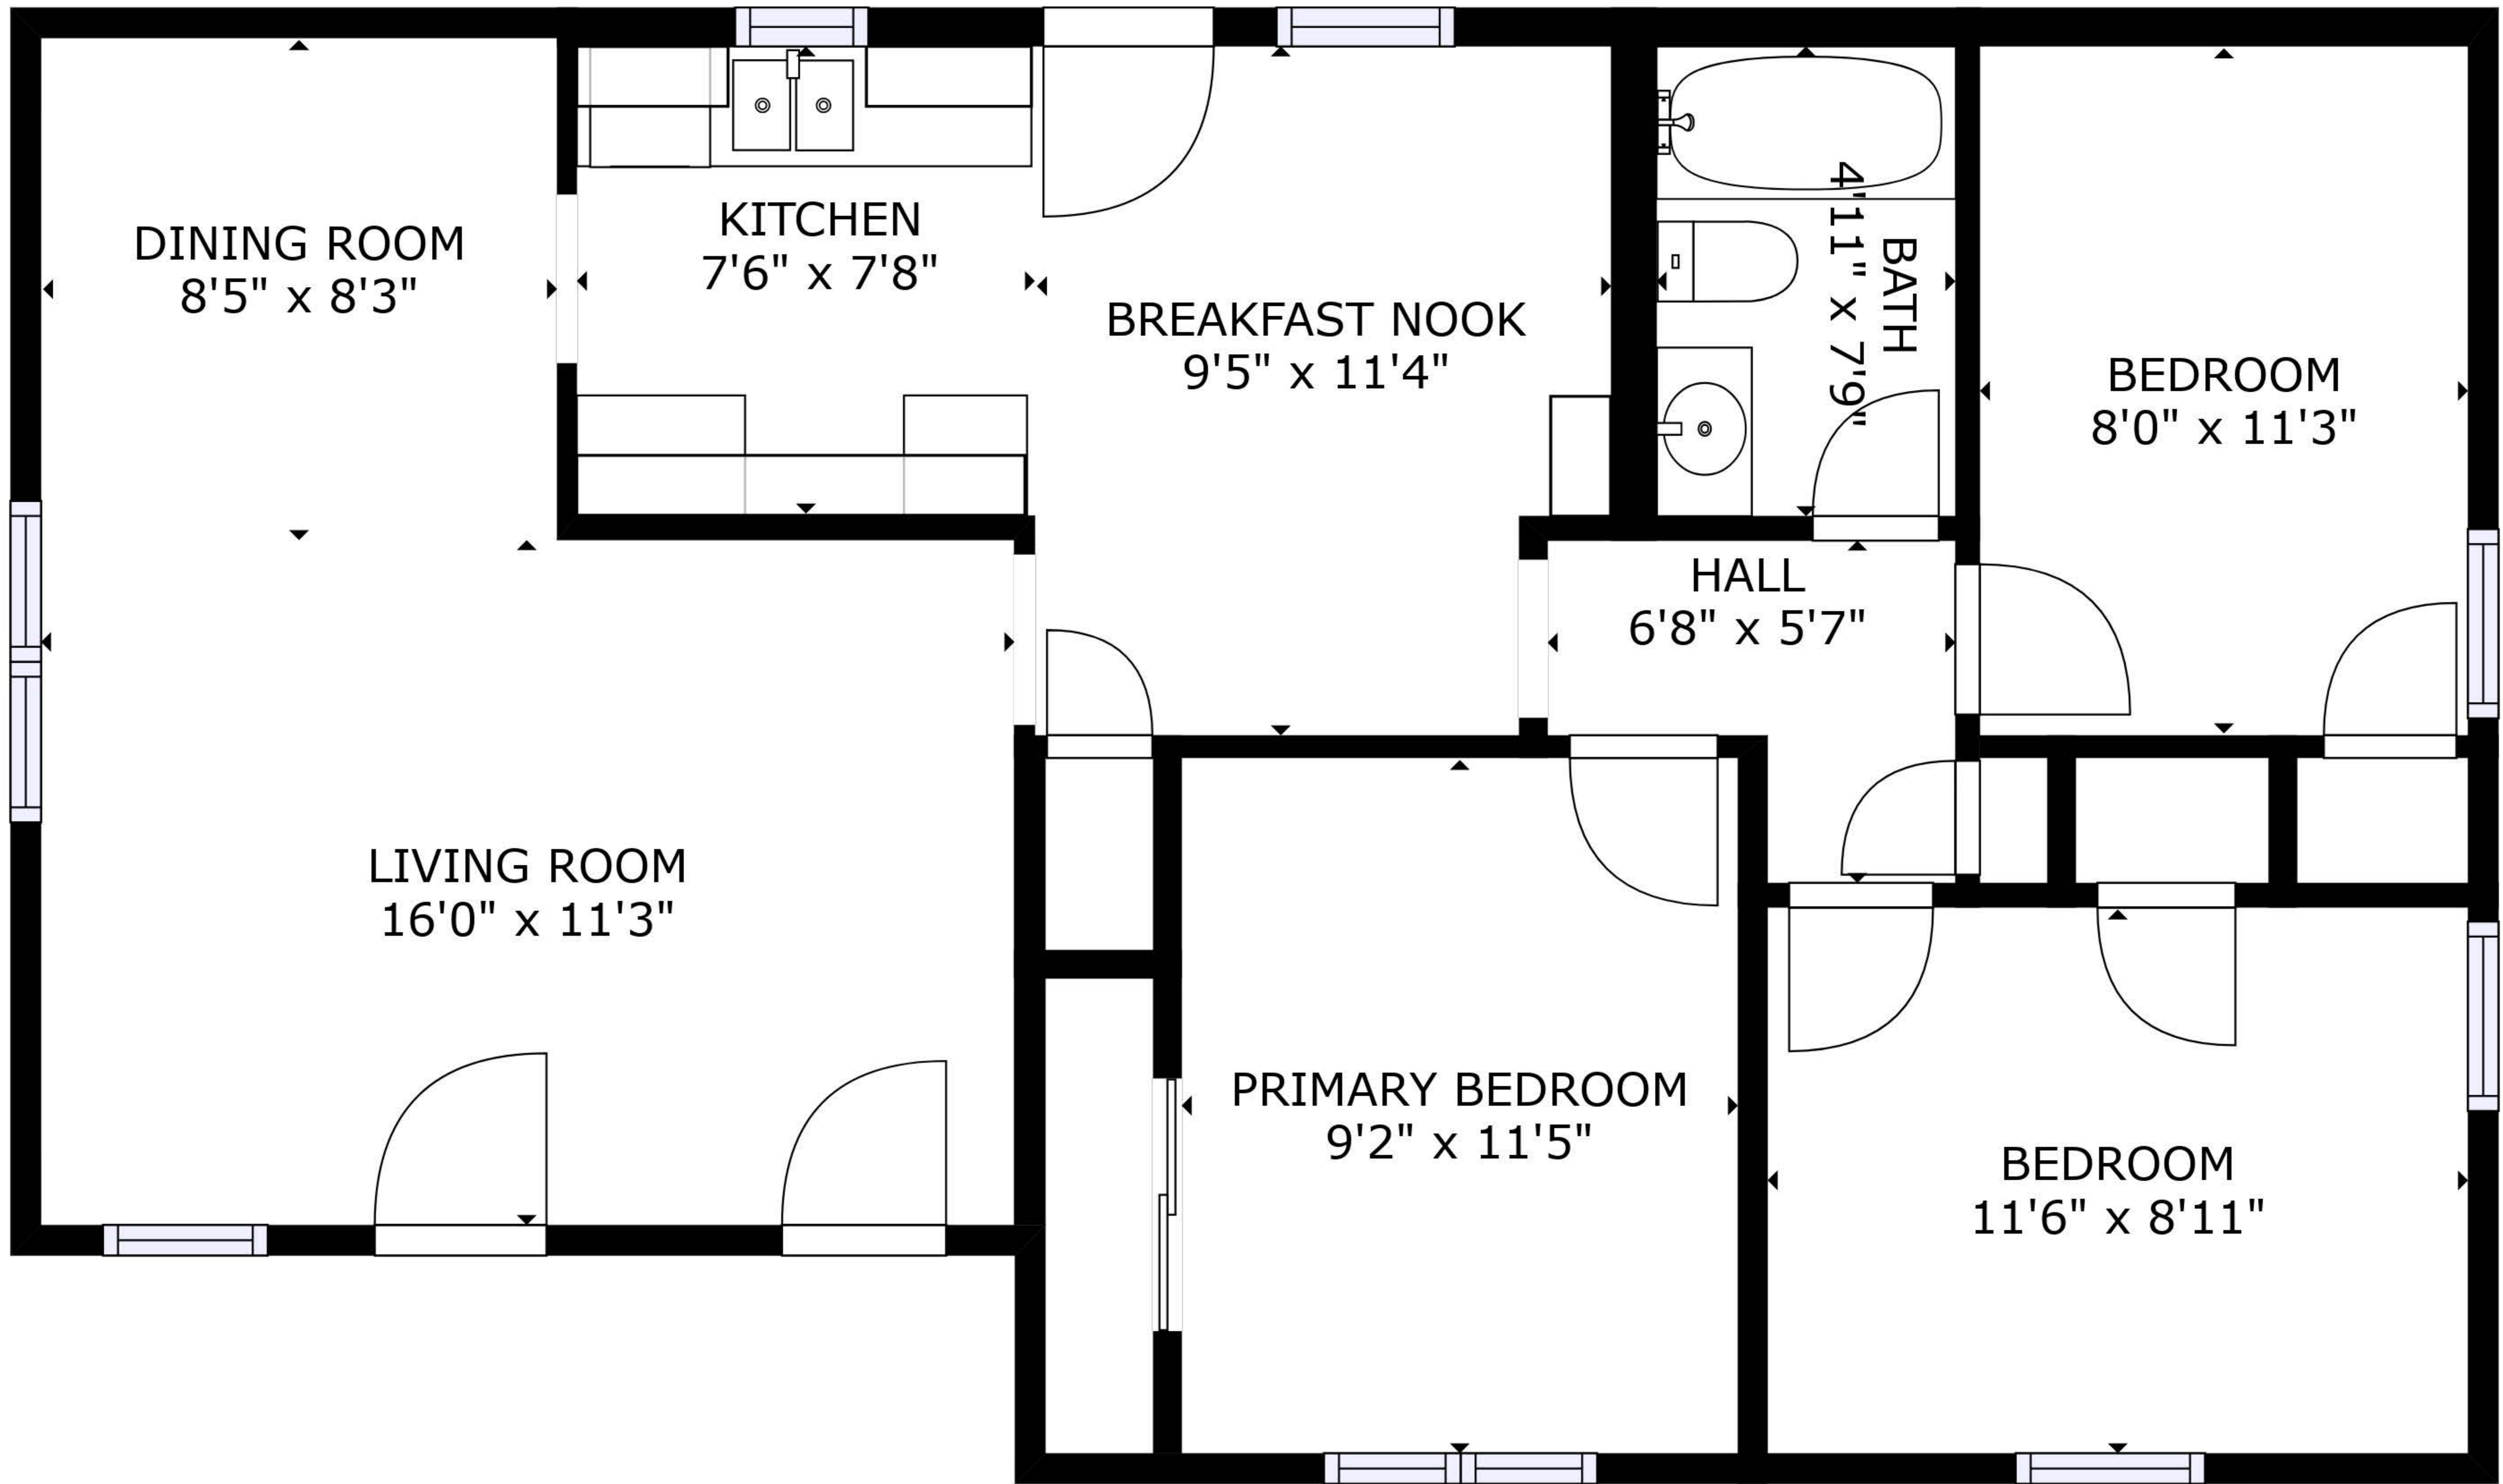 DINING ROOM
8'5" x 8'3"
KITCHEN
7'6" x 7'8"
BREAKFAST NOOK
9'5" x 11'4"
BATH
4'11" x 7'9"
BEDROOM
8'0" x 11'3"
HALL
6'8" x 5'7"
LIVING ROOM
16'0" x 11'3"
PRIMARY BEDROOM
9'2" x 11'5"
BEDROOM
11'6" x 8'11"